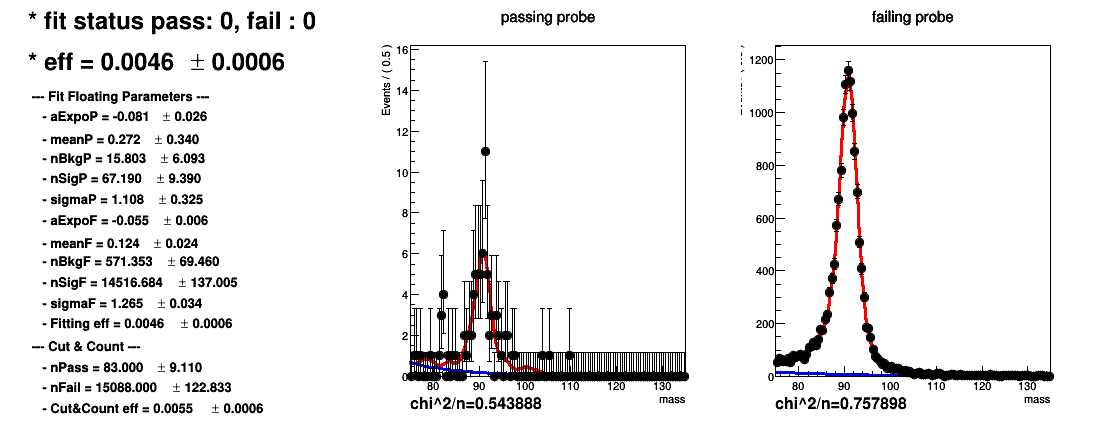 * fit status pass: 0, fail : 0
* eff = 0.0046 ± 0.0006
--- Fit Floating Parameters ---
- aExpoP = -0.081 ± 0.026
- meanP = 0.272 ± 0.340
- nBkgP = 15.803 ± 6.093
- nSigP = 67.190 ± 9.390
- sigmaP = 1.108 ± 0.325
- aExpoF = -0.055 ± 0.006
- meanF = 0.124 ± 0.024
- nBkgF = 571.353 ± 69.460
- nSigF = 14516.684 ± 137.005
- sigmaF = 1.265 ± 0.034
- Fitting eff = 0.0046 ± 0.0006
--- Cut & Count ---
- nPass = 83.000 ± 9.110
- nFail = 15088.000 ± 122.833
- Cut&Count eff = 0.0055 ± 0.0006
passing probe
Events / ( 0.5 )
16
14
12
10
8
6
4
2
0
80 90 100 110 120 130
mass
chi^2/n=0.543888
failing probe
1200
1000
800
600
400
200
0
80 90 100 110 120 130
mass
chi^2/n=0.757898